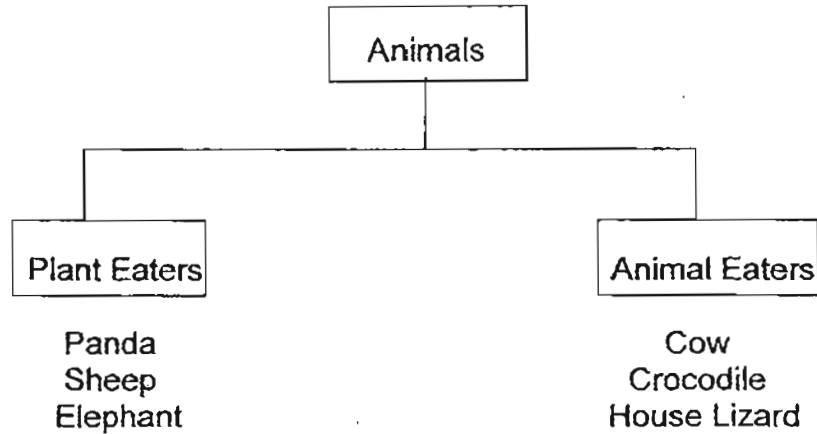 Animals
Plant Eaters
Animal Eaters
Panda
Sheep
Elephant
Cow
Crocodile
House Lizard